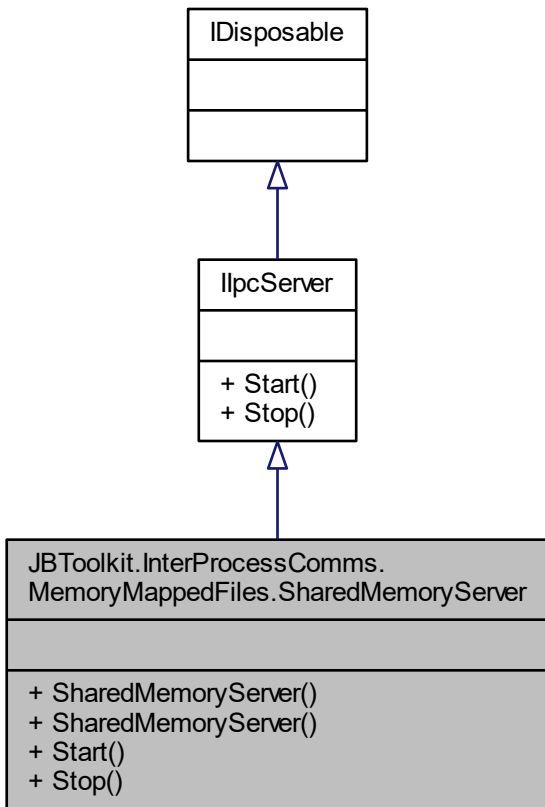 IDisposable
IIpcServer
+ Start()
+ Stop()
JBToolkit.InterProcessComms.
MemoryMappedFiles.SharedMemoryServer
+ SharedMemoryServer()
+ SharedMemoryServer()
+ Start()
+ Stop()